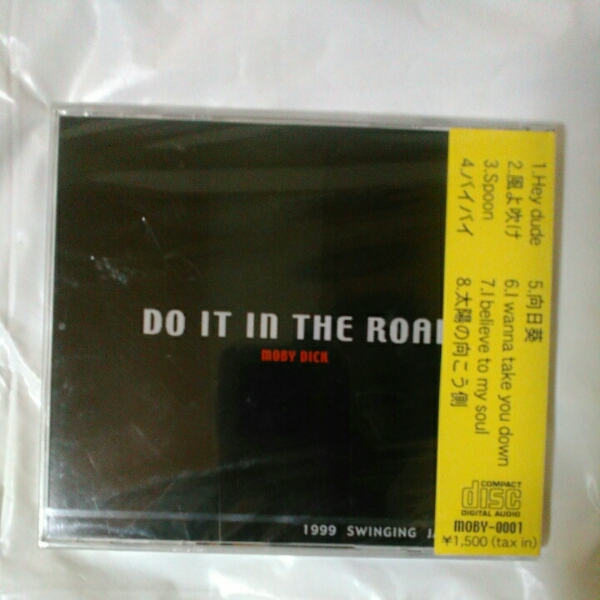 DO IT IN THE ROA
MOBY DICK
1999 SWINGING
1.Hey dude
2.風よ吹け
3.Spoon
4.バイバイ
5.向日葵
6.I wanna take you down
7.I believe to my soul
8.太陽の向こう側
COMPACT
disc
DIGITAL AUDIO
MOBY-0001
¥1,500(tax in)